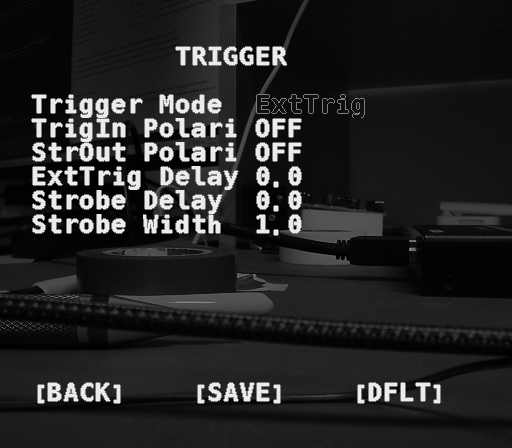 TRIGGER
Trigger Mode ExtTrig
TrigIn Polari OFF
StrOut Polari OFF
ExtTrig Delay 0.0
Strobe Delay 0.0
Strobe Width 1.0
[BACK] [SAVE] [DFLT]